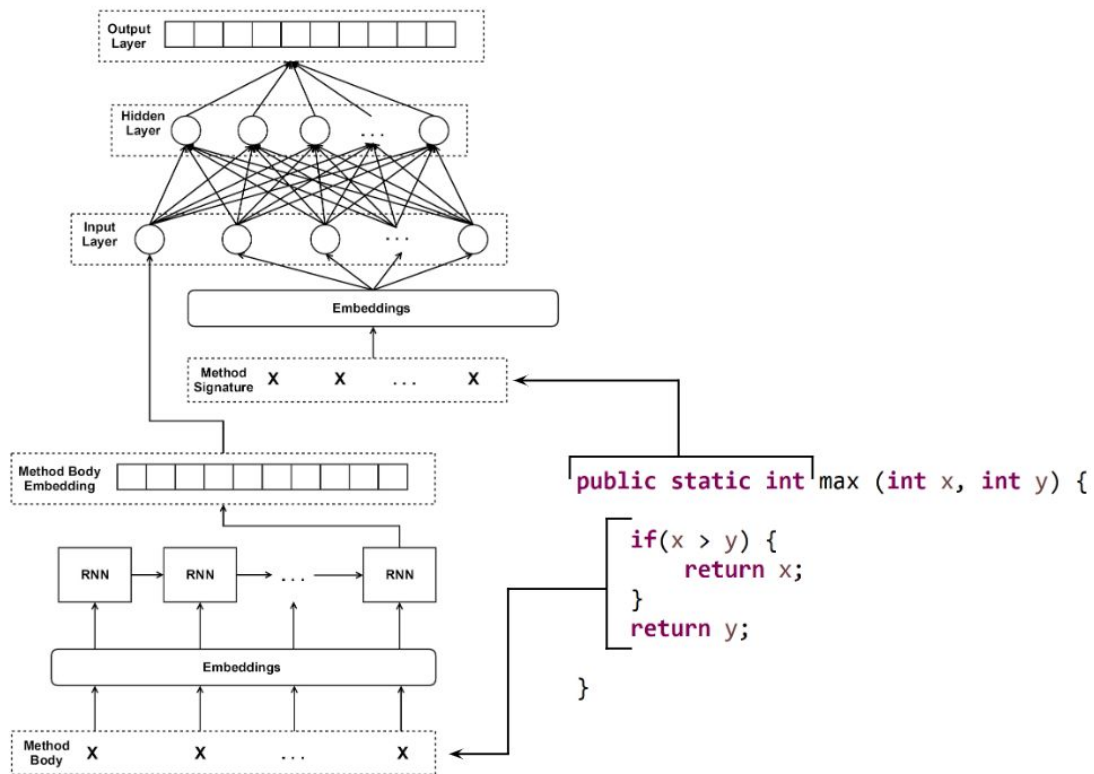 Output
Layer
Hidden
Layer
...
Input
Layer
...
Embeddings
Method
Signature
X X ... X
Method Body
Embedding
public static int max (int x, int y) {
if(x > y) {
return x;
}
return y;
}
RNN RNN ... RNN
Embeddings
Method
Body
X X ... X